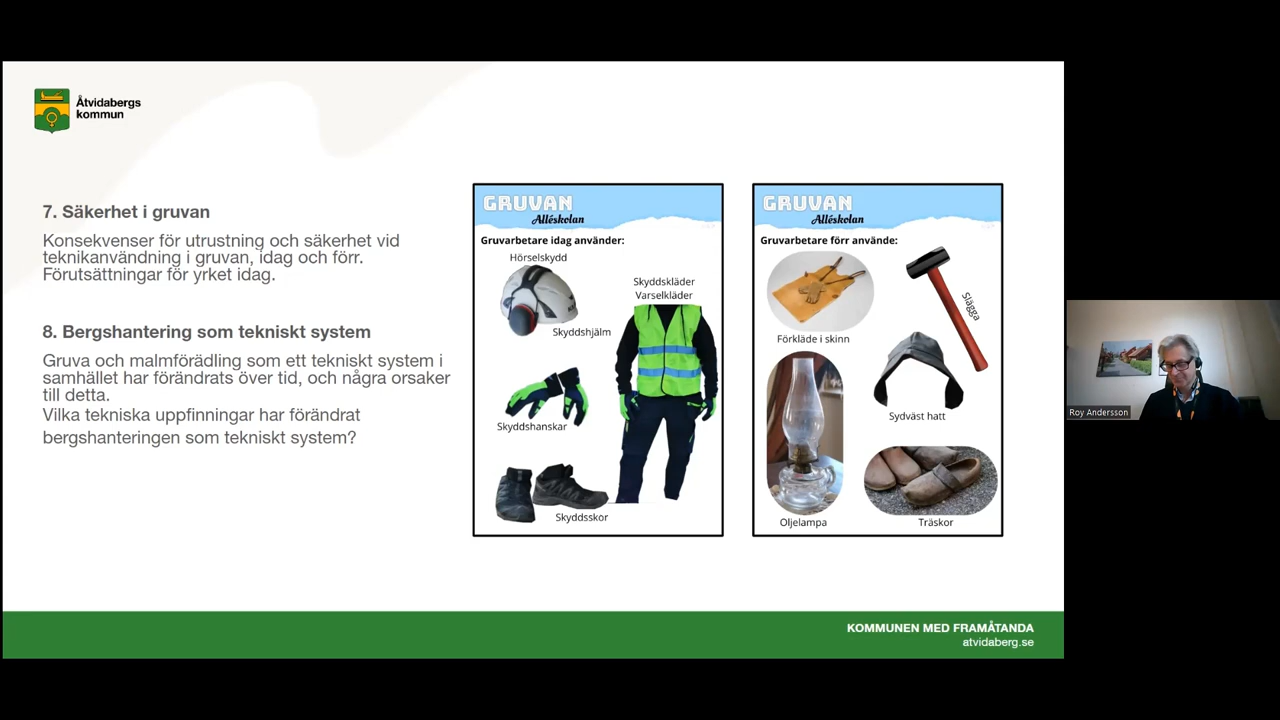 Åtvidabergs
kommun
7. Säkerhet i gruvan
Konsekvenser för utrustning och säkerhet vid
teknikanvändning i gruvan, idag och förr.
Förutsättningar för yrket idag.
8. Bergshantering som tekniskt system
Gruva och malmförädling som ett tekniskt system i
samhället har förändrats över tid, och några orsaker
till detta.
Vilka tekniska uppfinningar har förändrat
bergshanteringen som tekniskt system?
GRUVAN
Alléskolan
Gruvarbetare idag använder:
Hörselskydd
Skyddskläder
Varselkläder
Skyddshjälm
Skyddshanskar
Skyddsskor
GRUVAN
Alléskolan
Gruvarbetare förr använde:
Slägga
Förkläde i skinn
Sydväst hatt
Oljelampa
Träskor
Roy Andersson
KOMMUNEN MED FRAMÅTANDA
atvidaberg.se